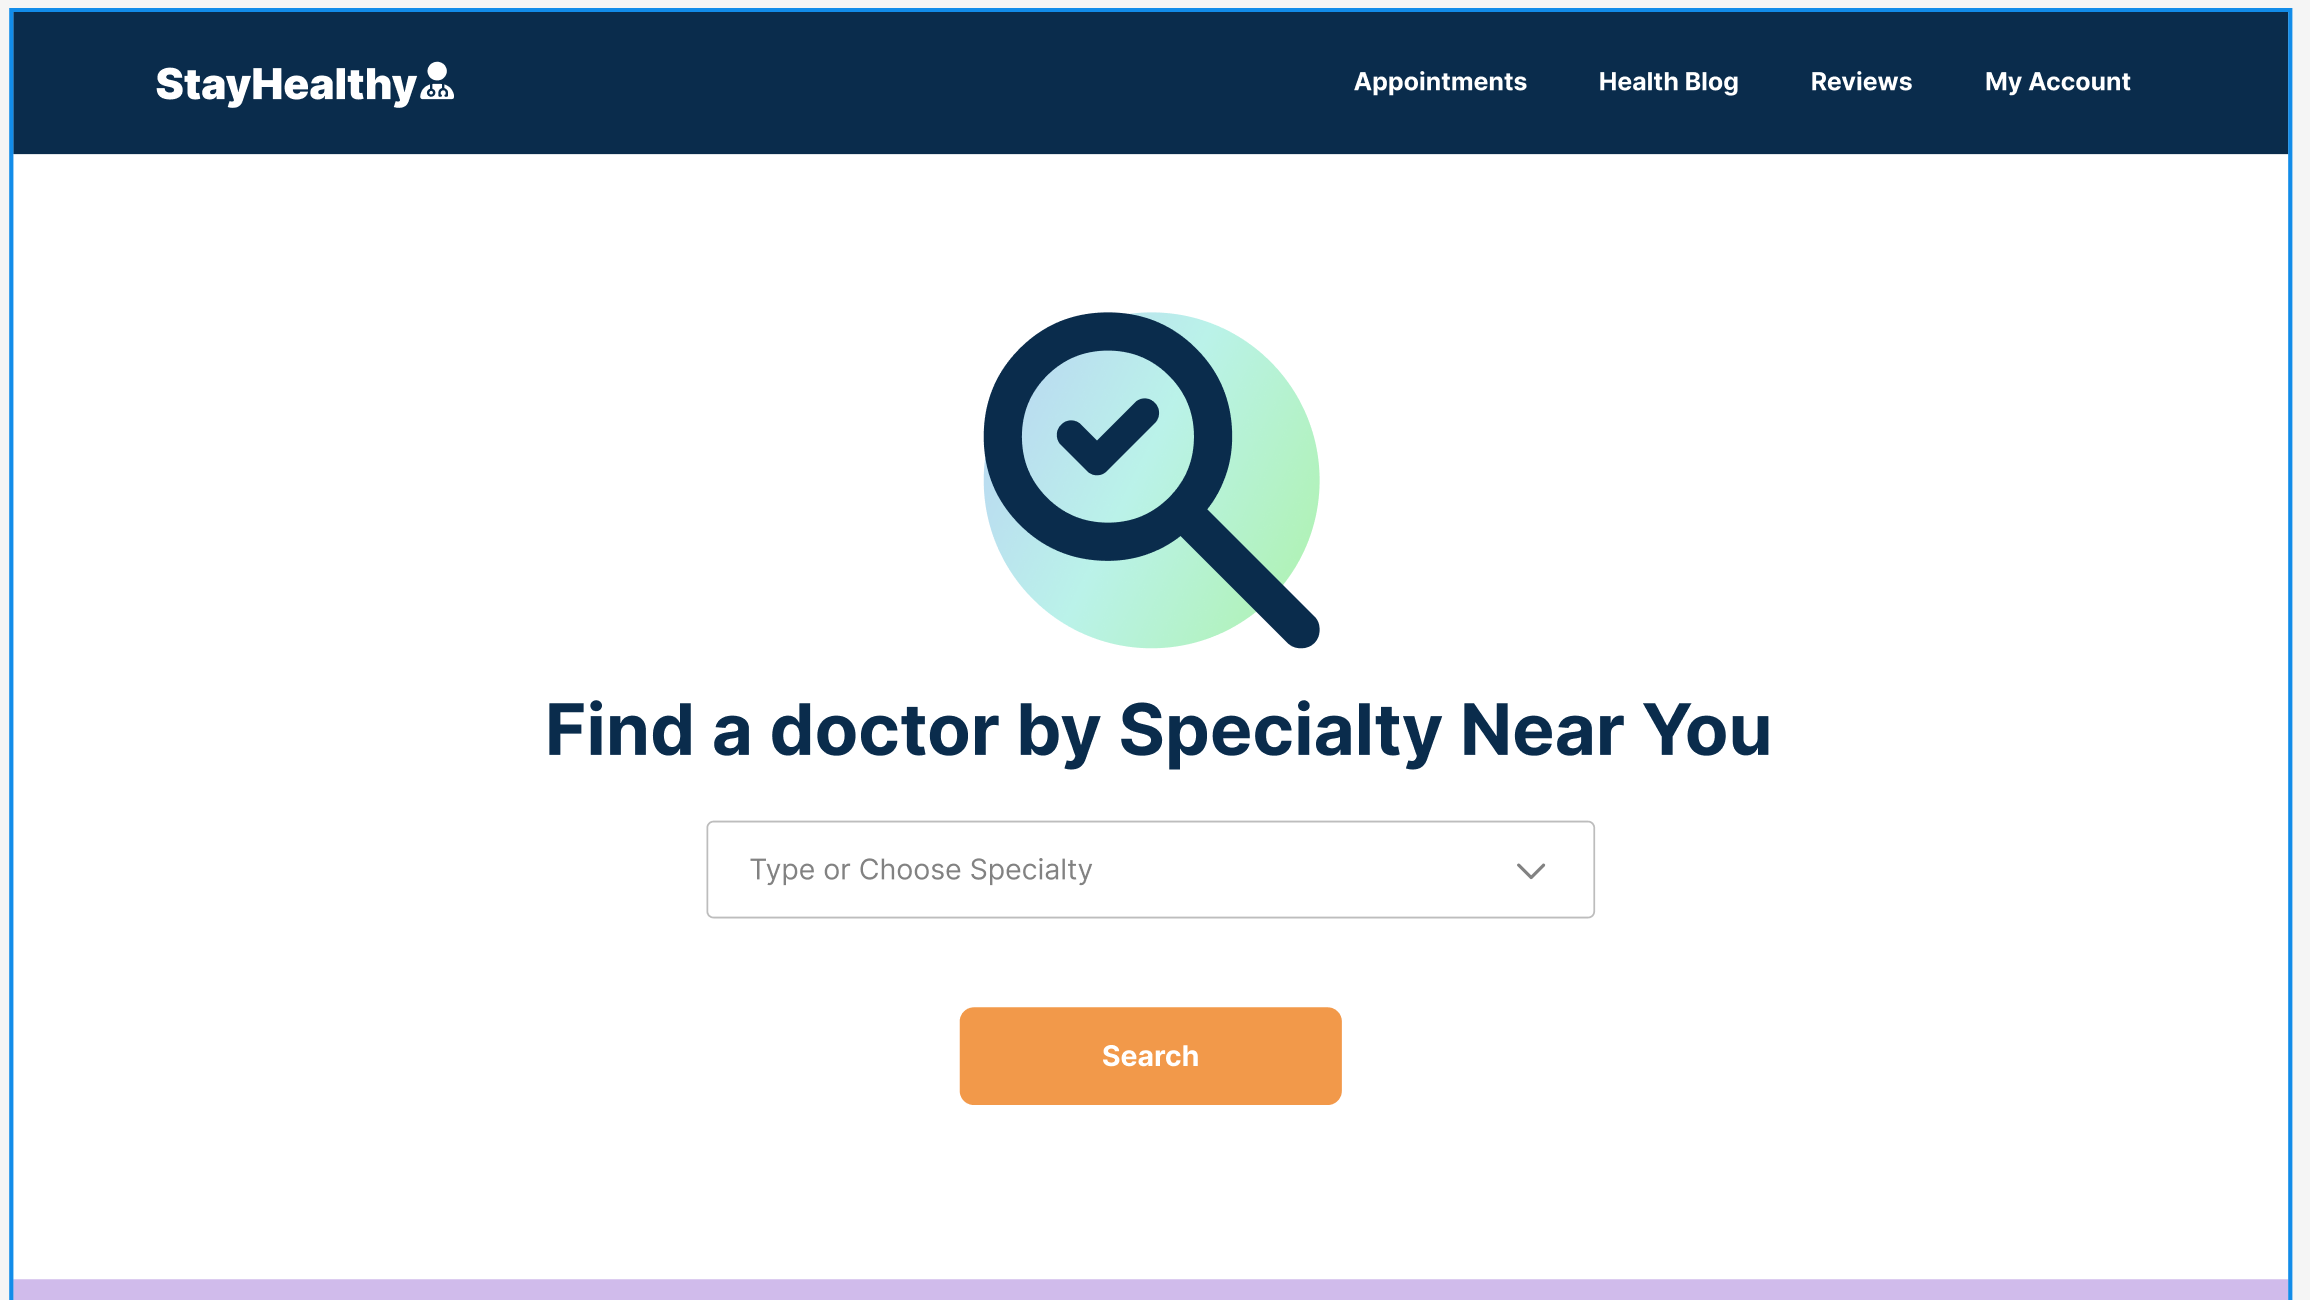 StayHealthy
Appointments Health Blog Reviews My Account
Find a doctor by Specialty Near You
Type or Choose Specialty
Search